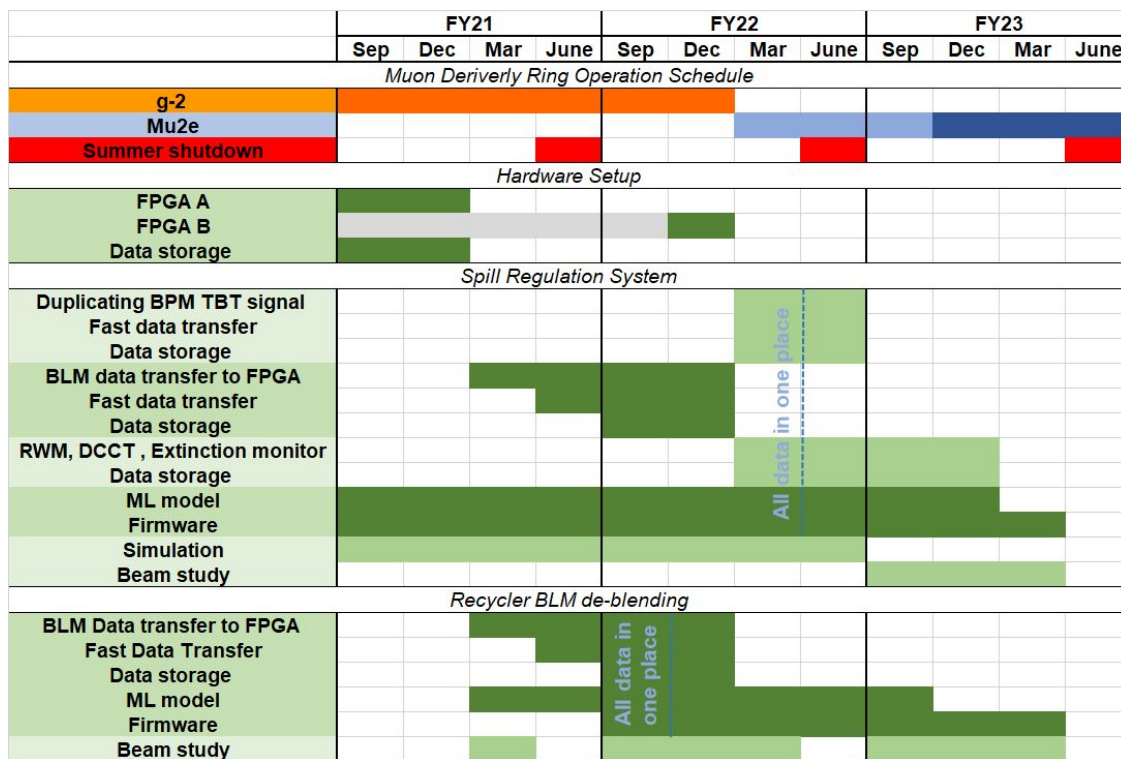 FY21 FY22 FY23
Sep Dec Mar June Sep Dec Mar June Sep Dec Mar June
Muon Deriverly Ring Operation Schedule
g-2
Mu2e
Summer shutdown
Hardware Setup
FPGA A
FPGA B
Data storage
Spill Regulation System
Duplicating BPM TBT signal
Fast data transfer
Data storage
BLM data transfer to FPGA
Fast data transfer
Data storage
RWM, DCCT , Extinction monitor
Data storage
ML model
Firmware
Simulation
Beam study
All data in one place
Recycler BLM de-blending
BLM Data transfer to FPGA
Fast Data Transfer
Data storage
ML model
Firmware
Beam study
All data in
one place